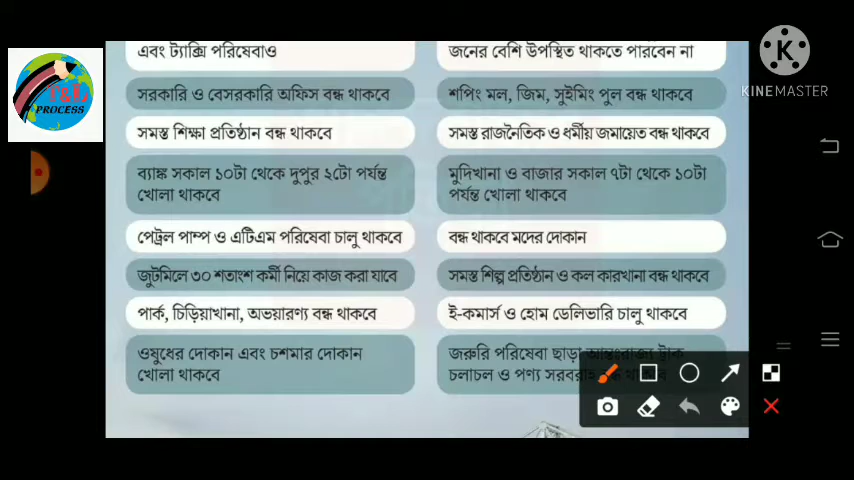 এবং ট্যাক্সি পরিষেবাও
জনের বেশি উপস্থিত থাকতে পারবেন না
সরকারি ও বেসরকারি অফিস বন্ধ থাকবে
শপিং মল, জিম, সুইমিং পুল বন্ধ থাকবে
সমস্ত শিক্ষা প্রতিষ্ঠান বন্ধ থাকবে
সমস্ত রাজনৈতিক ও ধর্মীয় জমায়েত বন্ধ থাকবে
ব্যাঙ্ক সকাল ১০টা থেকে দুপুর ২টো পর্যন্ত
খোলা থাকবে
মুদিখানা ও বাজার সকাল ৭টা থেকে ১০টা
পর্যন্ত খোলা থাকবে
পেট্রল পাম্প ও এটিএম পরিষেবা চালু থাকবে
বন্ধ থাকবে মদের দোকান
জুটমিলে ৩০ শতাংশ কর্মী নিয়ে কাজ করা যাবে
সমস্ত শিল্প প্রতিষ্ঠান ও কল কারখানা বন্ধ থাকবে
পার্ক, চিড়িয়াখানা, অভয়ারণ্য বন্ধ থাকবে
ই-কমার্স ও হোম ডেলিভারি চালু থাকবে
ওষুধের দোকান এবং চশমার দোকান
খোলা থাকবে
জরুরি পরিষেবা ছাড়া আন্তঃরাজ্য ট্রাক
চলাচল ও পণ্য সরবরাহ বন্ধ থাকবে
PROCESS
K
KINEMASTER